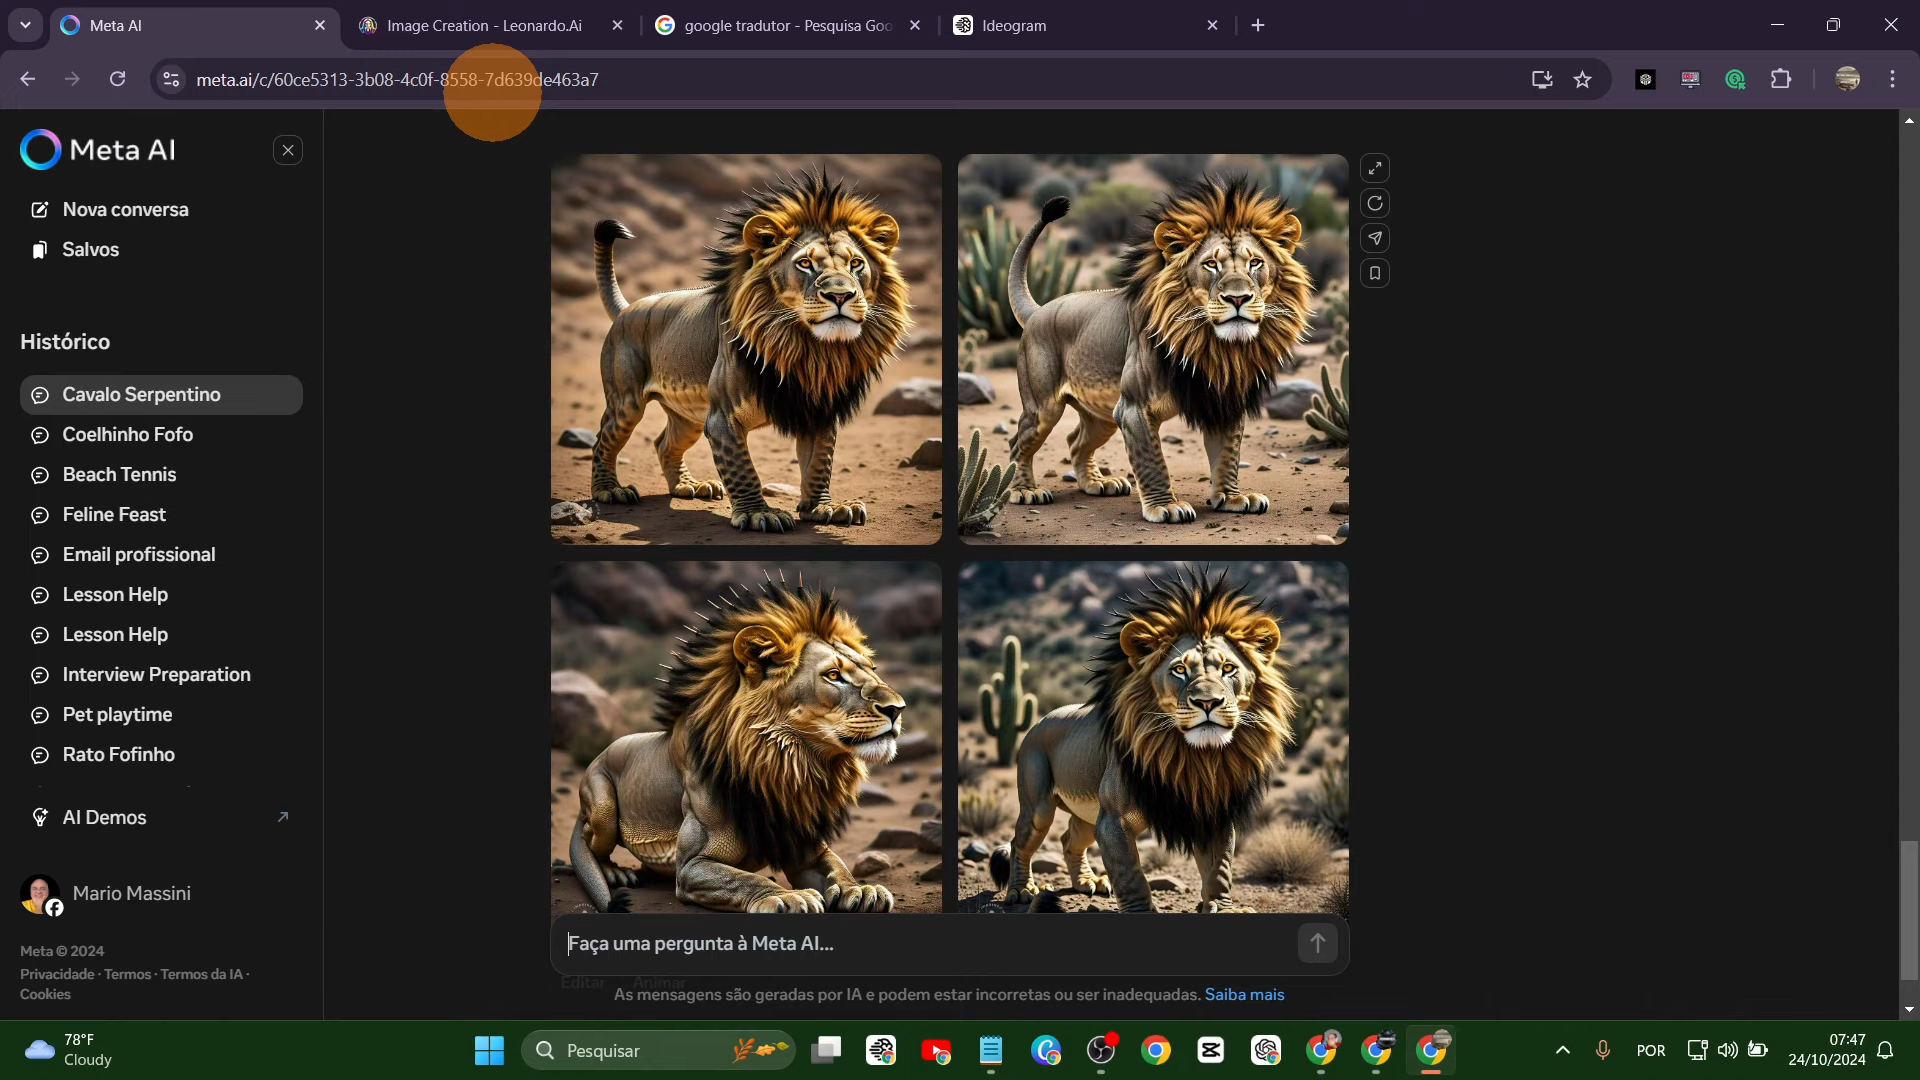 Meta AI
Image Creation - Leonardo.Ai
google tradutor - Pesquisa Goo
Ideogram
meta.ai/c/60ce5313-3b08-4c0f-8558-7d639de463a7
Meta AI
Nova conversa
Salvos
Histórico
Cavalo Serpentino
Coelhinho Fofo
Beach Tennis
Feline Feast
Email profissional
Lesson Help
Lesson Help
Interview Preparation
Pet playtime
Rato Fofinho
AI Demos
Mario Massini
Meta © 2024
Privacidade · Termos · Termos da IA ·
Cookies
Faça uma pergunta à Meta AI...
Editar Animar
As mensagens são geradas por IA e podem estar incorretas ou ser inadequadas. Saiba mais
78°F
Cloudy
Pesquisar
POR
07:47
24/10/2024